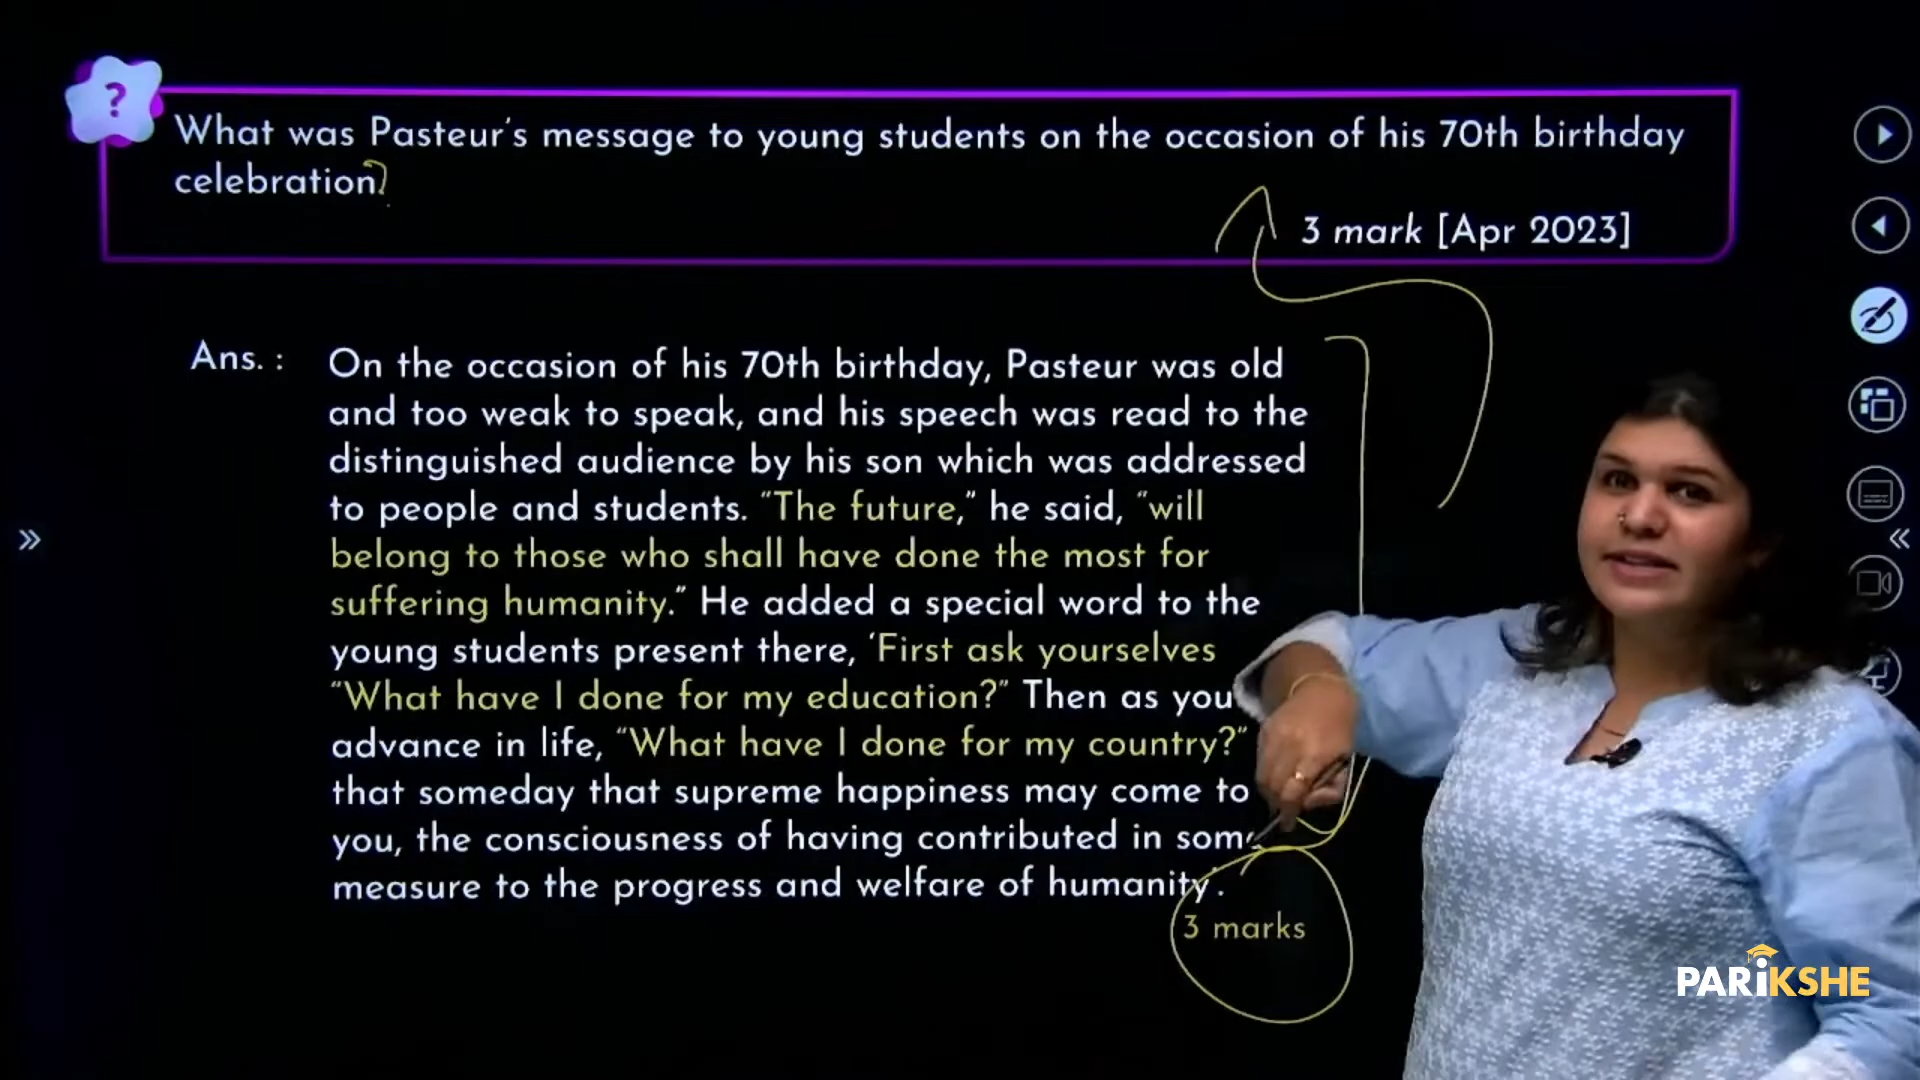 ?
What was Pasteur's message to young students on the occasion of his 70th birthday
celebration?
3 mark [Apr 2023]
Ans. : On the occasion of his 70th birthday, Pasteur was old
and too weak to speak, and his speech was read to the
distinguished audience by his son which was addressed
to people and students. “The future,” he said, “will
belong to those who shall have done the most for
suffering humanity.” He added a special word to the
young students present there, ‘First ask yourselves
“What have I done for my education?” Then as you
advance in life, “What have I done for my country?”
that someday that supreme happiness may come to
you, the consciousness of having contributed in some
measure to the progress and welfare of humanity’.
3 marks
PARiKSHE